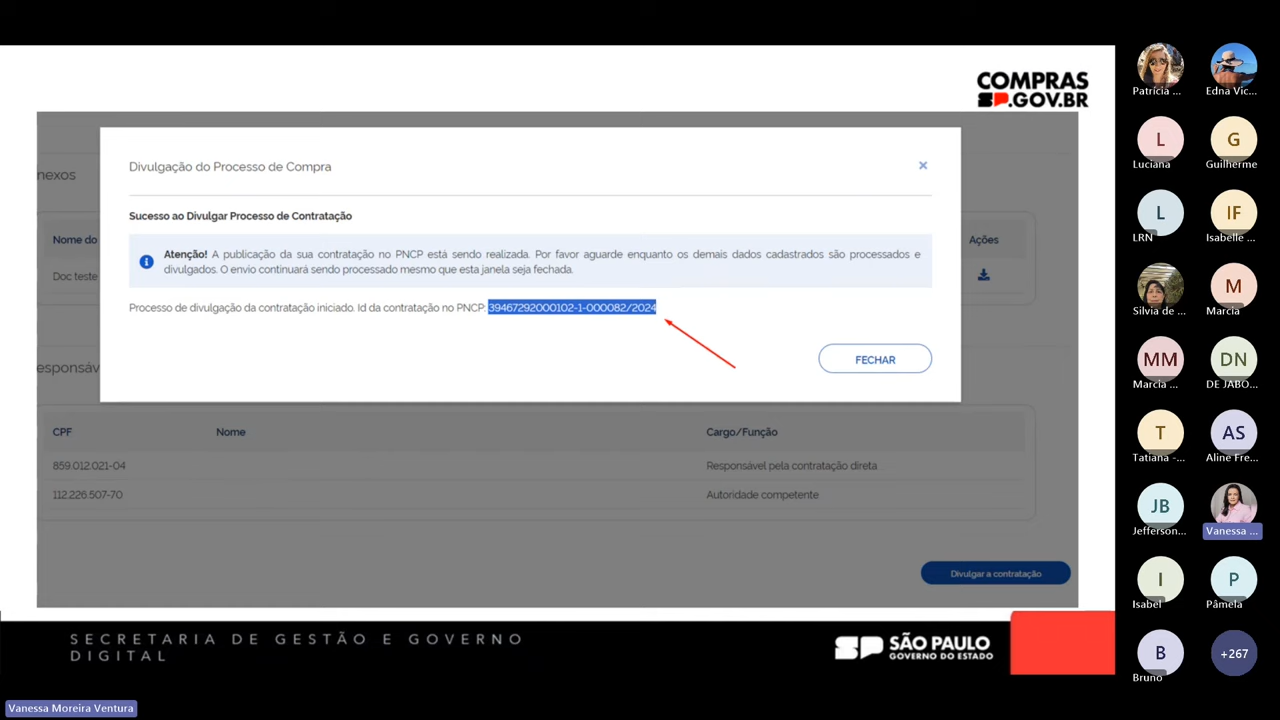 COMPRAS
SP.GOV.BR
Divulgação do Processo de Compra
×
Sucesso ao Divulgar Processo de Contratação
Atenção! A publicação da sua contratação no PNCP está sendo realizada. Por favor aguarde enquanto os demais dados cadastrados são processados e
divulgados. O envio continuará sendo processado mesmo que esta janela seja fechada.
Processo de divulgação da contratação iniciado. Id da contratação no PNCP: 39467292000102-1-000082/2024
FECHAR
nexos
Nome do
Ações
Doc teste
esponsáv
CPF Nome Cargo/Função
859.012.021-04 Responsável pela contratação direta
112.226.507-70 Autoridade competente
Divulgar a contratação
SECRETARIA DE GESTÃO E GOVERNO
DIGITAL
SP SÃO PAULO
GOVERNO DO ESTADO
Patricia ... Edna Vic...
L G
Luciana Guilherme
L IF
LRN Isabelle ...
Silvia de ... M
Marcia
MM DN
Marcia ... DE JABO...
T AS
Tatiana -... Aline Fre...
JB
Jefferson... Vanessa ...
I P
Isabel Pâmela
B +267
Bruno
Vanessa Moreira Ventura